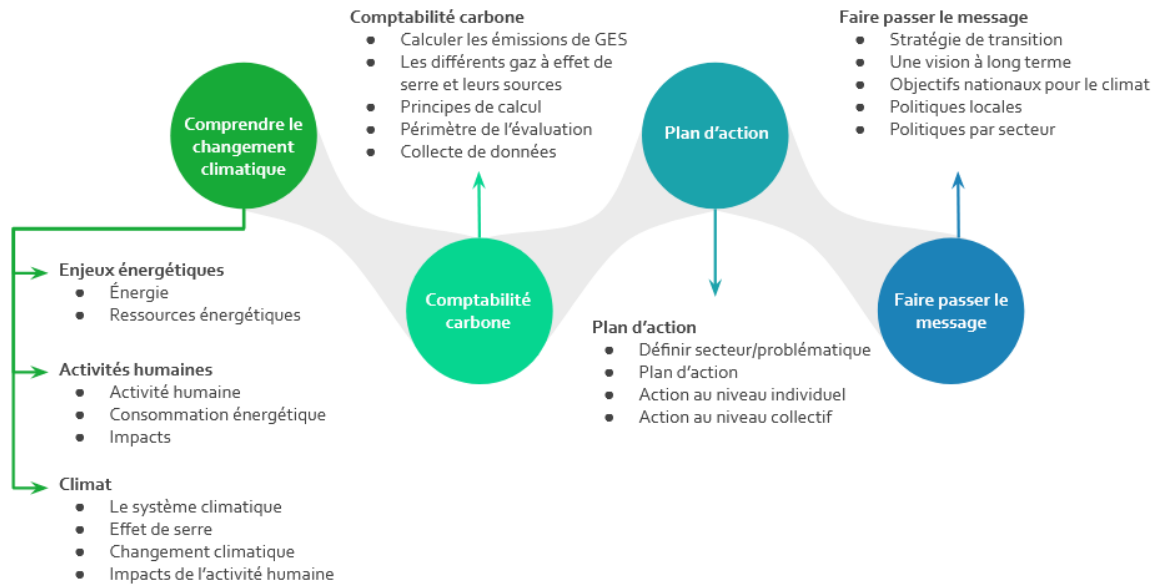 Comptabilité carbone
● Calculer les émissions de GES
● Les différents gaz à effet de
serre et leurs sources
● Principes de calcul
● Périmètre de l'évaluation
● Collecte de données
Faire passer le message
● Stratégie de transition
● Une vision à long terme
● Objectifs nationaux pour le climat
● Politiques locales
● Politiques par secteur
Comprendre le
changement
climatique
Plan d'action
Comptabilité
carbone
Faire passer le
message
Enjeux énergétiques
● Énergie
● Ressources énergétiques
Activités humaines
● Activité humaine
● Consommation énergétique
● Impacts
Climat
● Le système climatique
● Effet de serre
● Changement climatique
● Impacts de l'activité humaine
Plan d'action
● Définir secteur/problématique
● Plan d'action
● Action au niveau individuel
● Action au niveau collectif